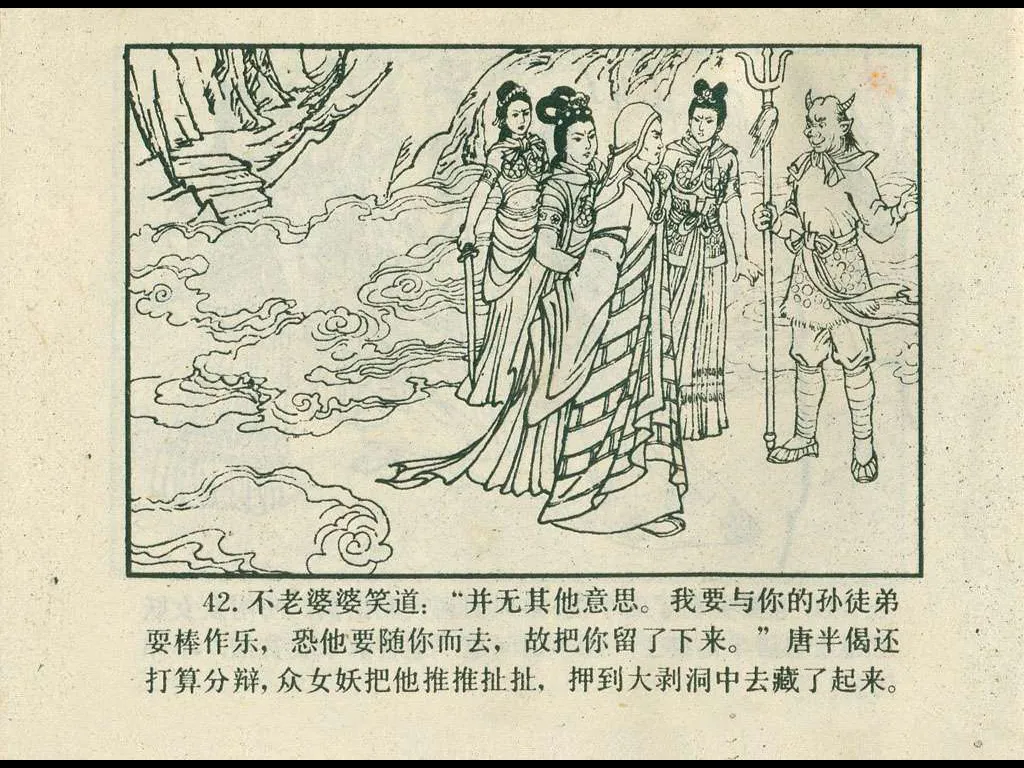 42. 不老婆婆笑道：“并无其他意思。我要与你的孙徒弟
耍棒作乐，恐他要随你而去，故把你留了下来。”唐半偈还
打算分辩，众女妖把他推推扯扯，押到大剥洞中去藏了起来。